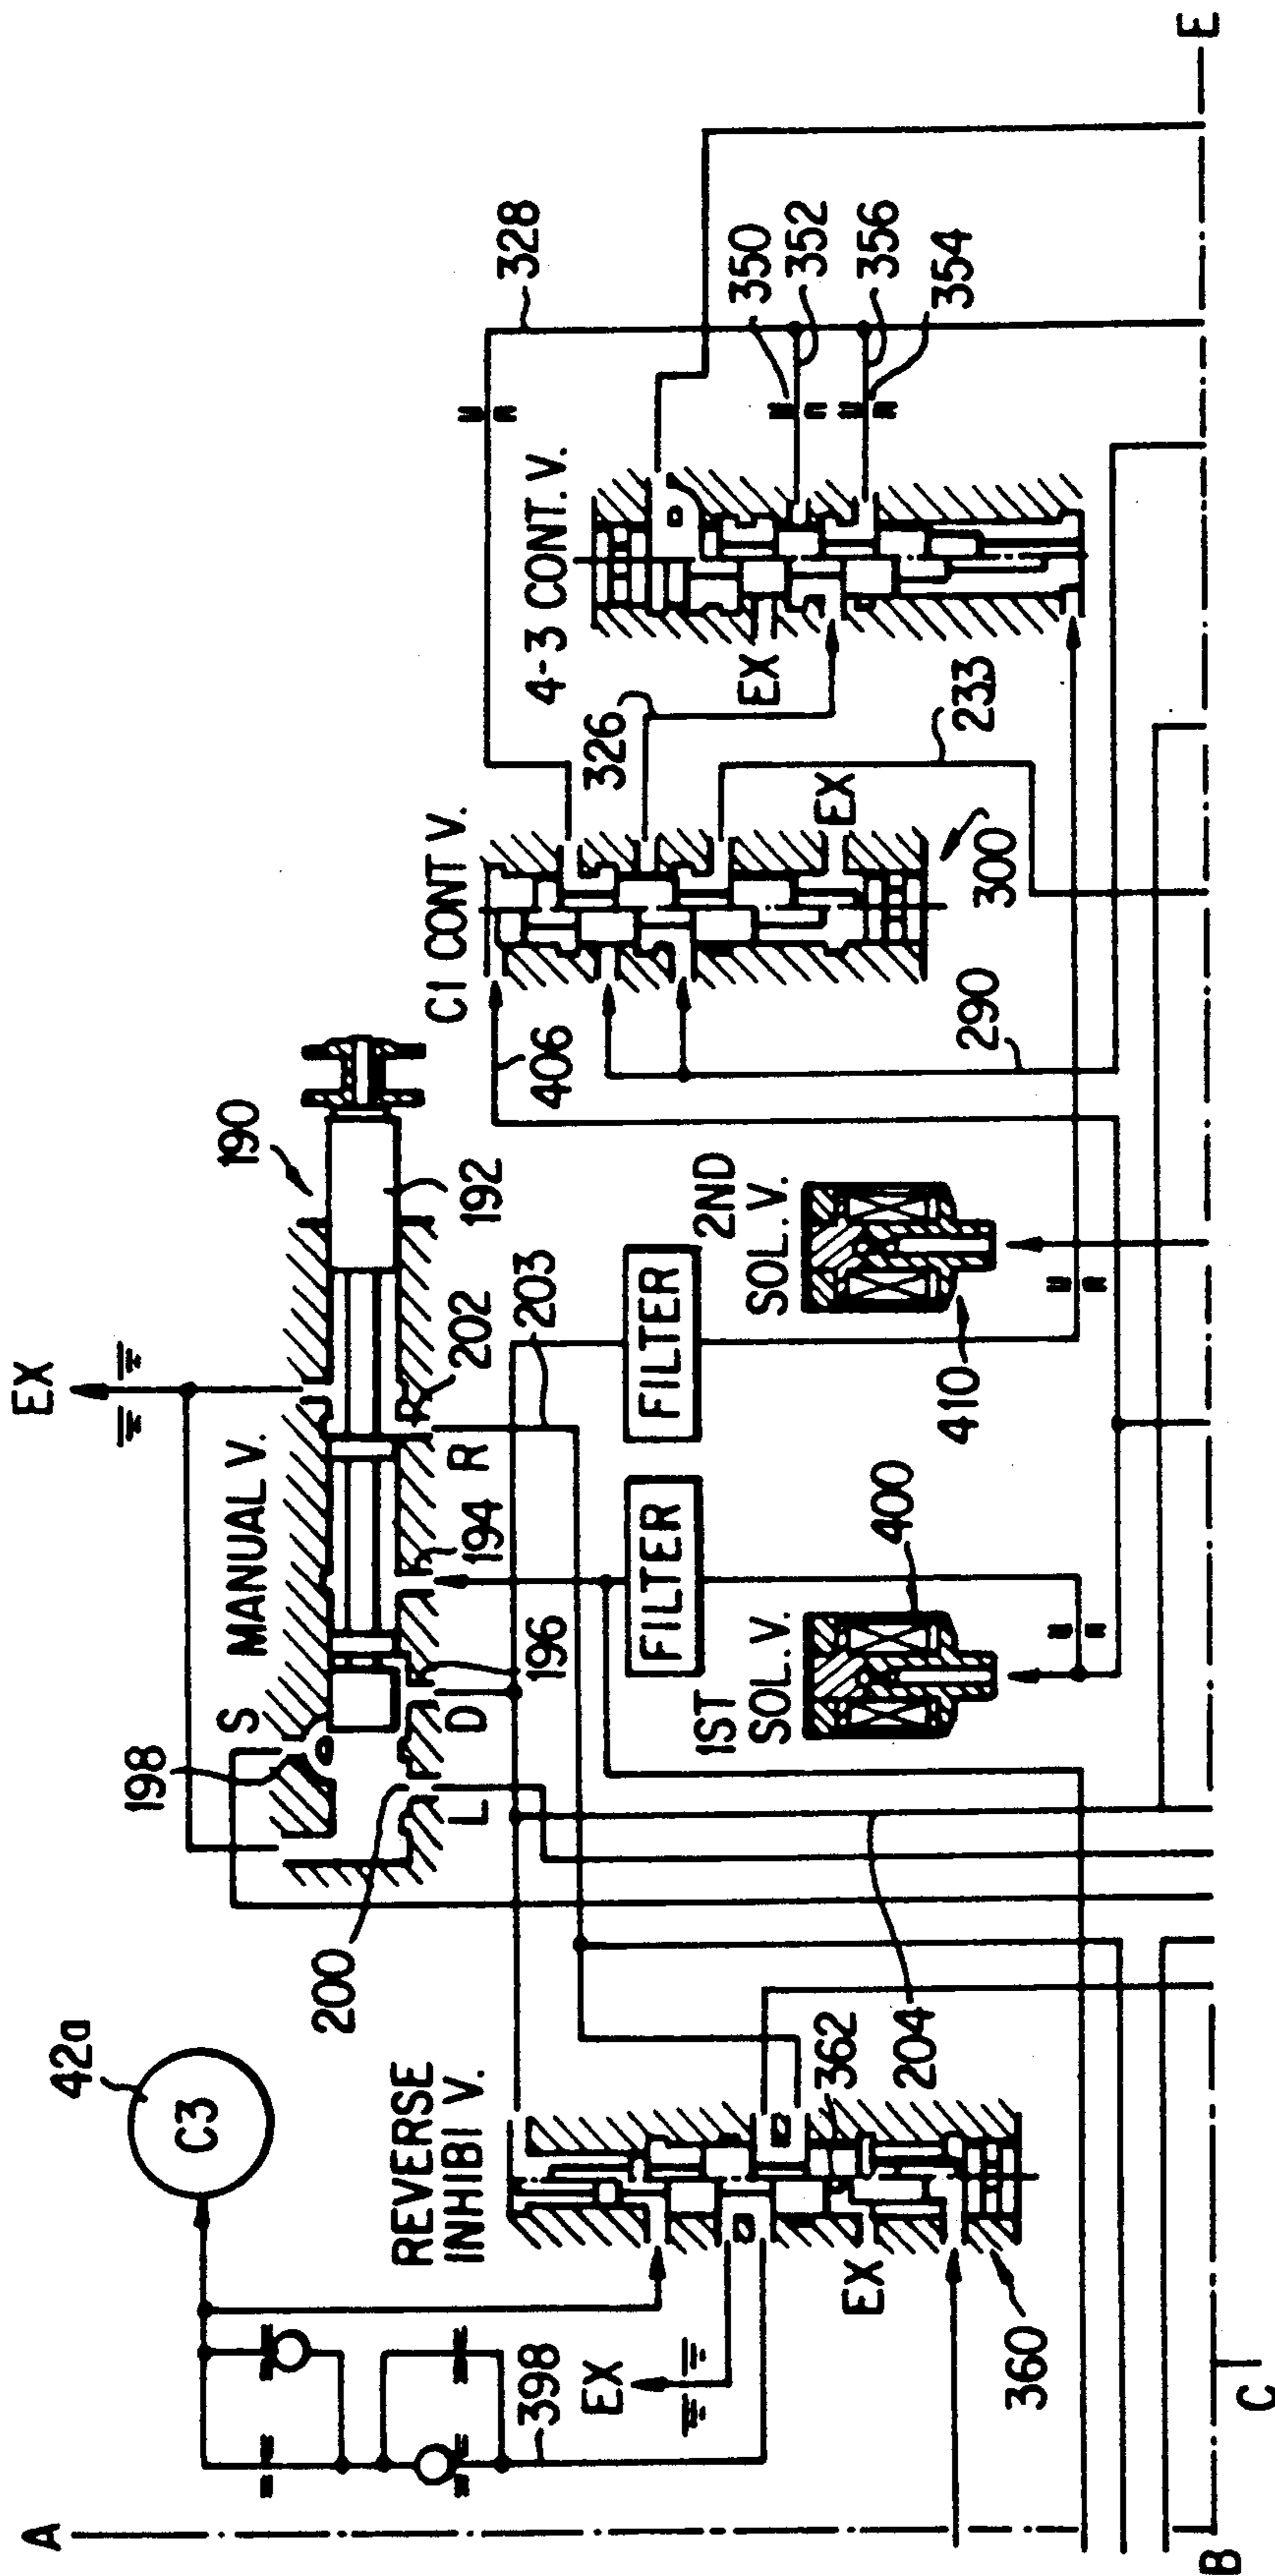 A
42a
C3
EX
190
MANUAL V.
S
198
192
202
203
R
194
196
D
L
200
REVERSE
INHIBI V.
362
204
EX
EX
398
360
FILTER
FILTER
1ST
SOL. V.
400
2ND
SOL. V.
410
406
C1 CONT V.
290
300
EX
233
326
EX
4-3 CONT. V.
328
350
352
356
354
B
C
E